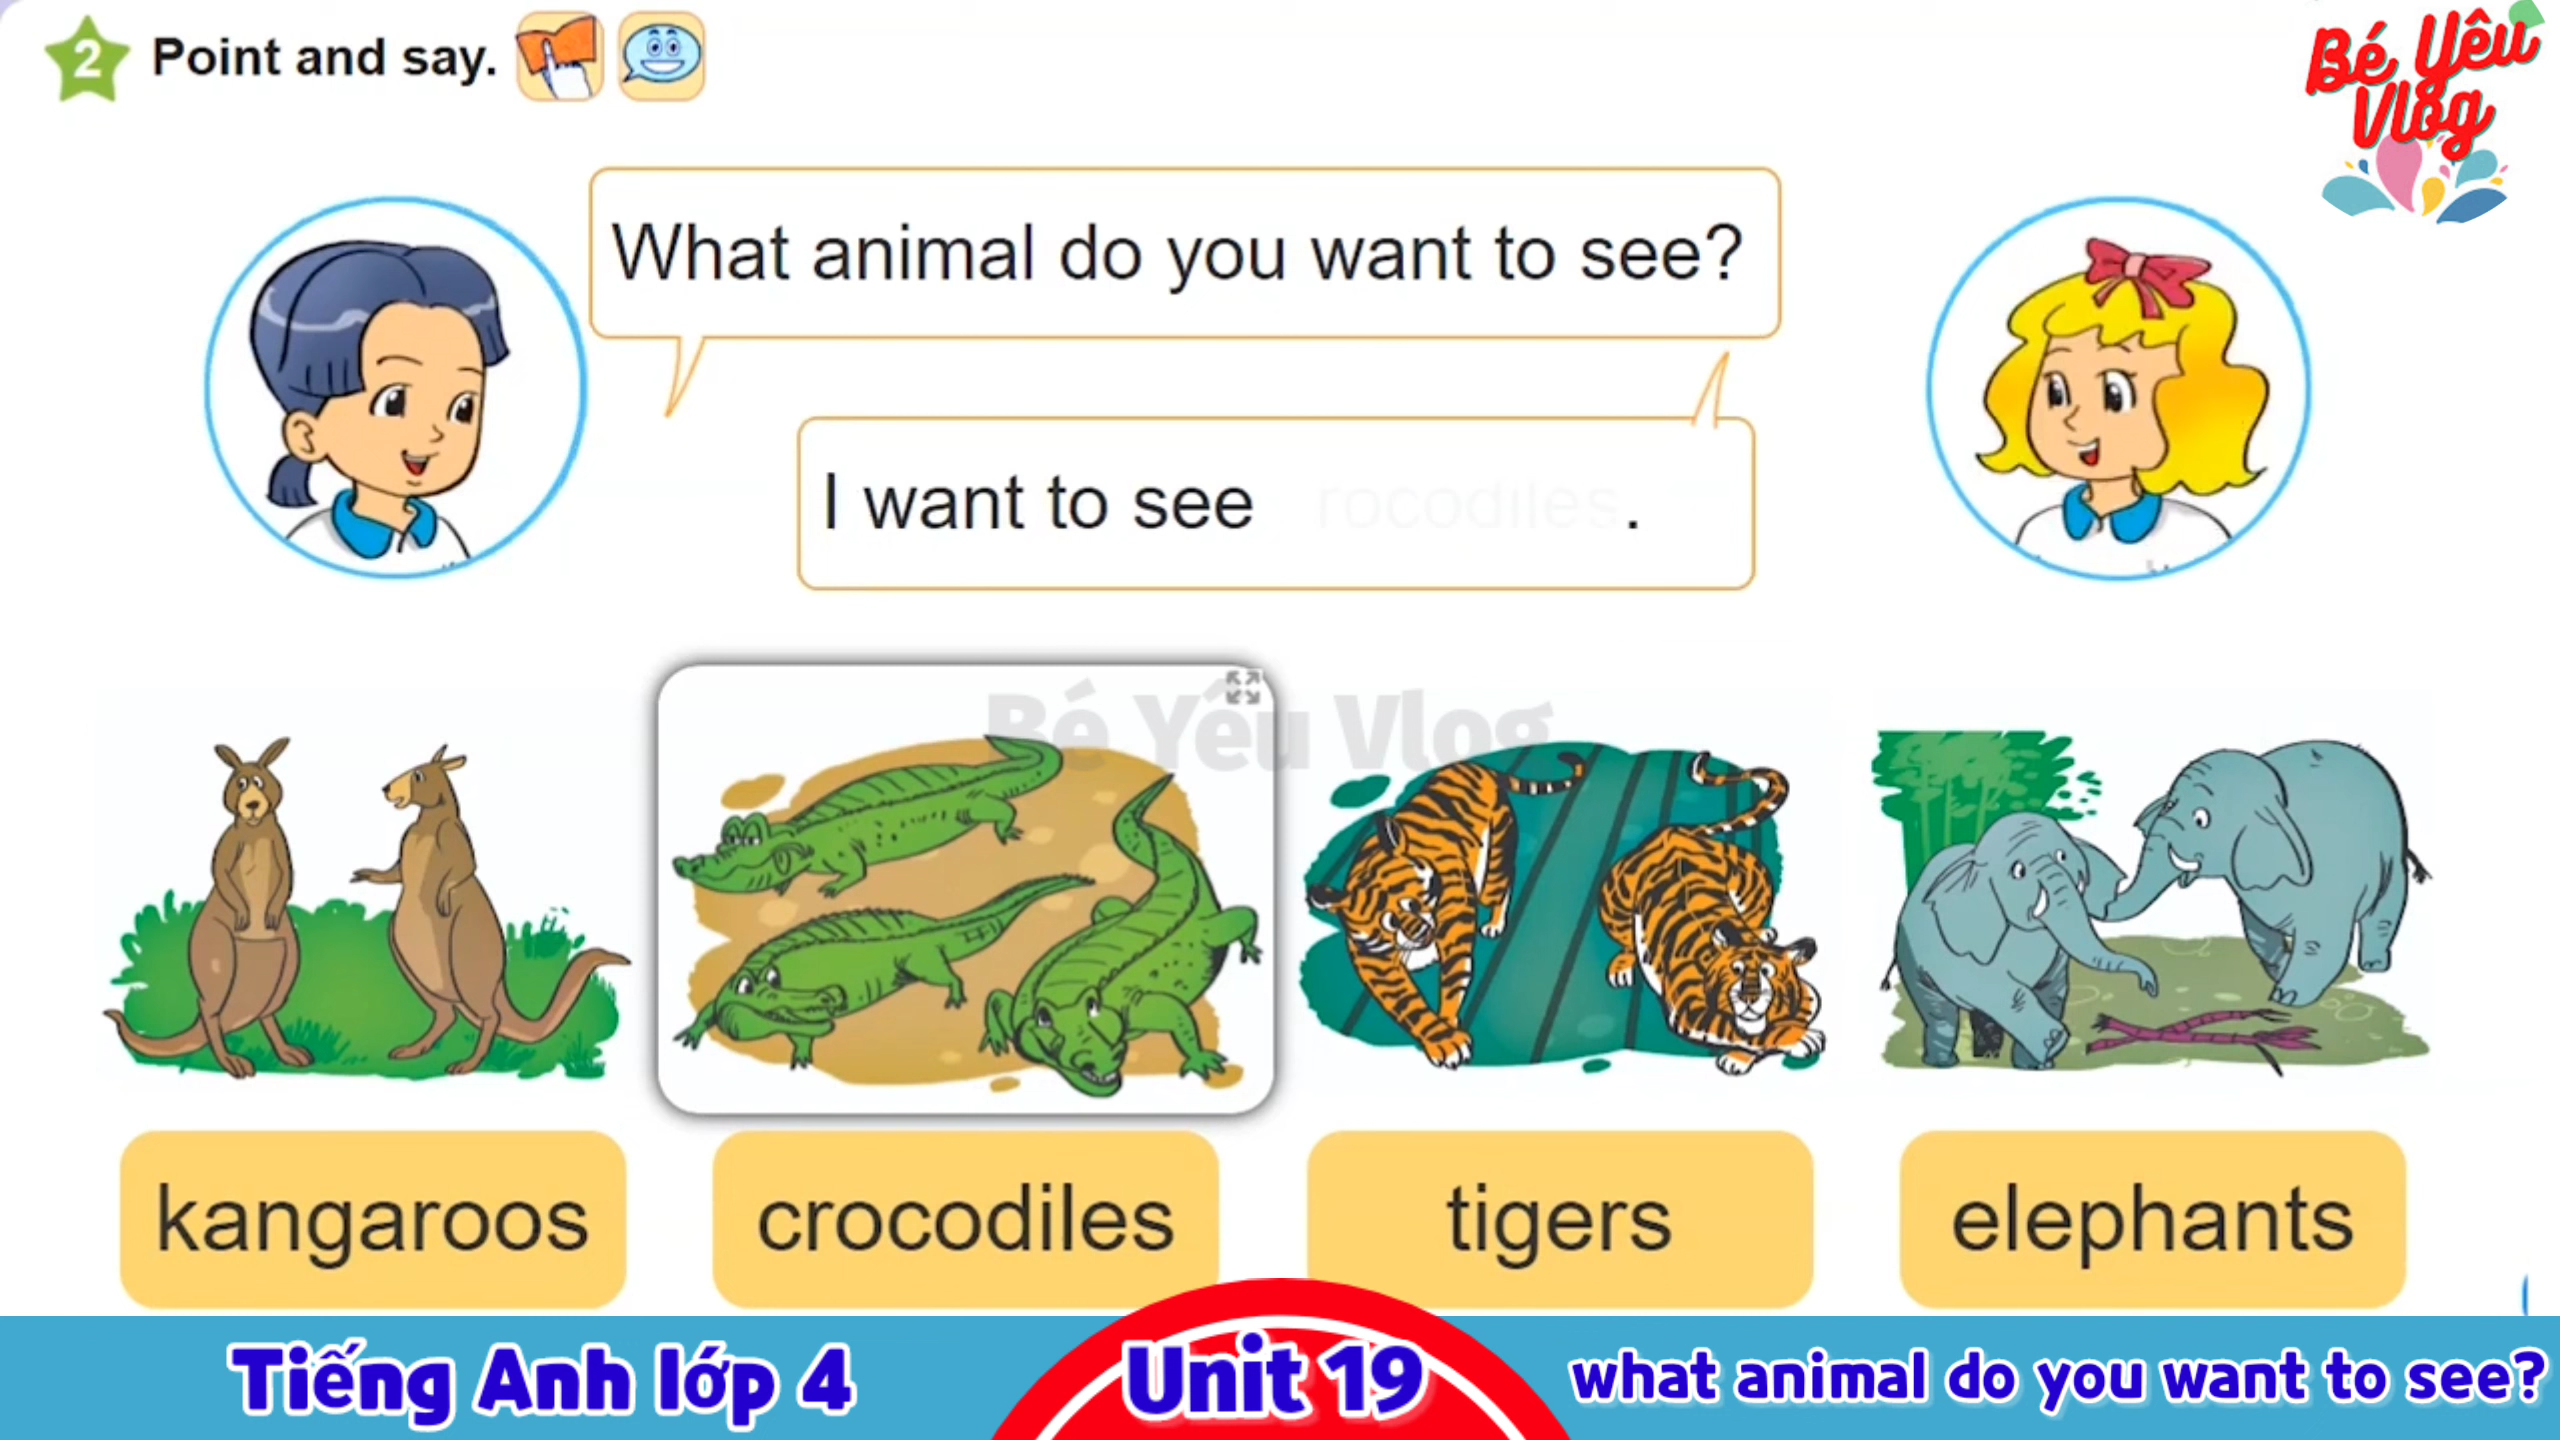 2 Point and say.
Bé Yêu
Vlog
What animal do you want to see?
I want to see rocodiles.
Bé Yêu Vlog
kangaroos crocodiles tigers elephants
Tiếng Anh lớp 4 Unit 19 what animal do you want to see?